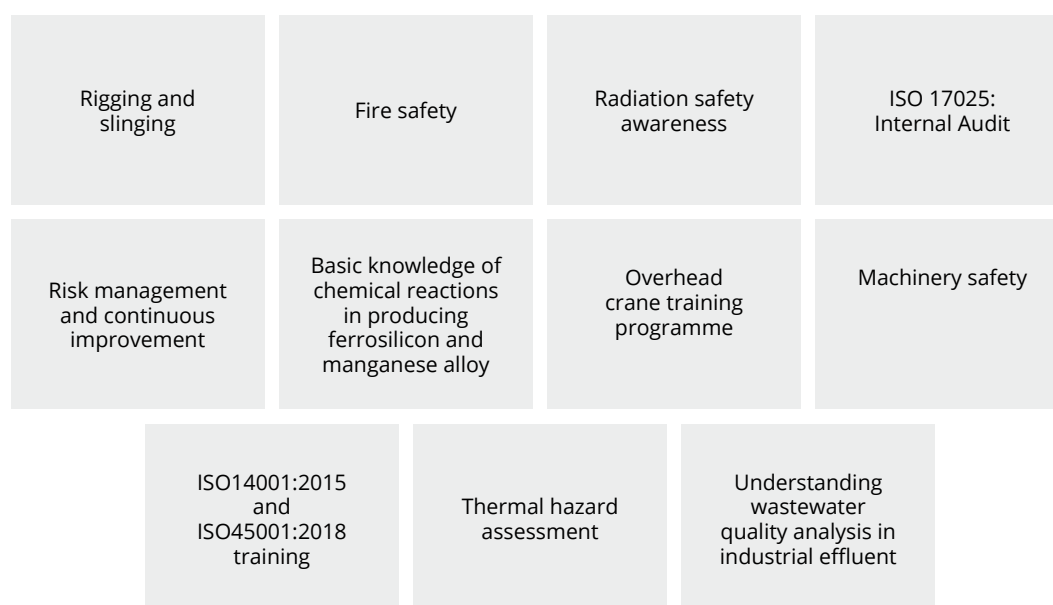 Rigging and
slinging
Fire safety
Radiation safety
awareness
ISO 17025:
Internal Audit
Risk management
and continuous
improvement
Basic knowledge of
chemical reactions
in producing
ferrosilicon and
manganese alloy
Overhead
crane training
programme
Machinery safety
ISO14001:2015
and
ISO45001:2018
training
Thermal hazard
assessment
Understanding
wastewater
quality analysis in
industrial effluent